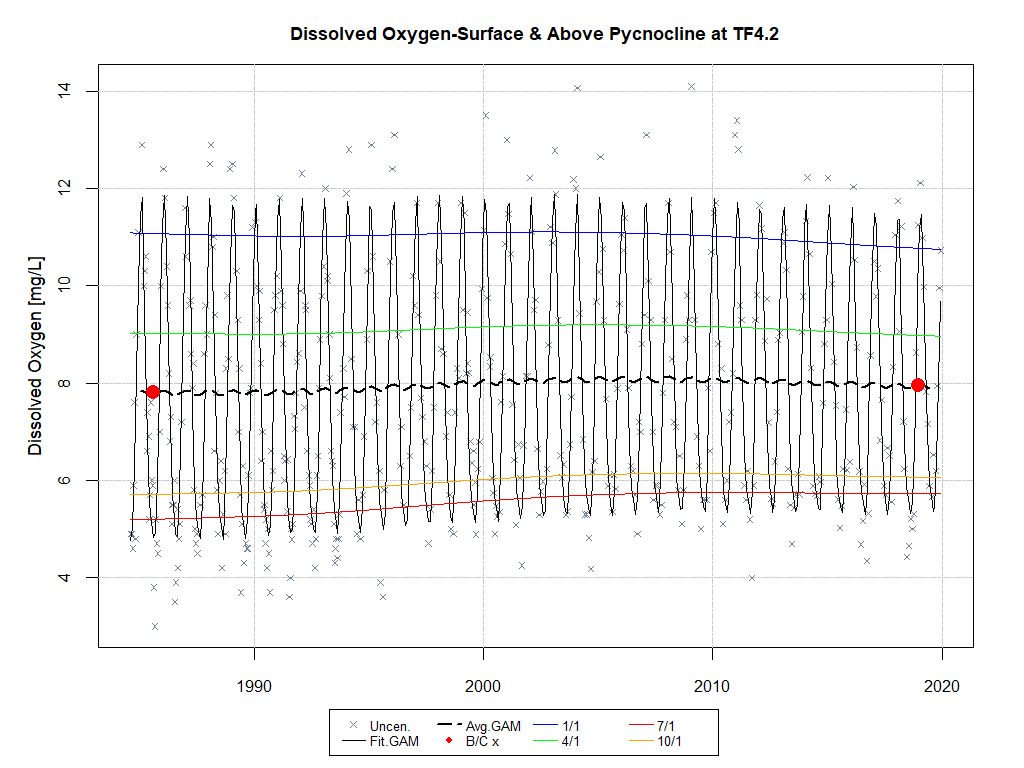 Dissolved Oxygen-Surface & Above Pycnocline at TF4.2
Dissolved Oxygen [mg/L]
14
12
10
8
6
4
1990 2000 2010 2020
Uncen. Avg.GAM 1/1 7/1
Fit.GAM B/C x 4/1 10/1